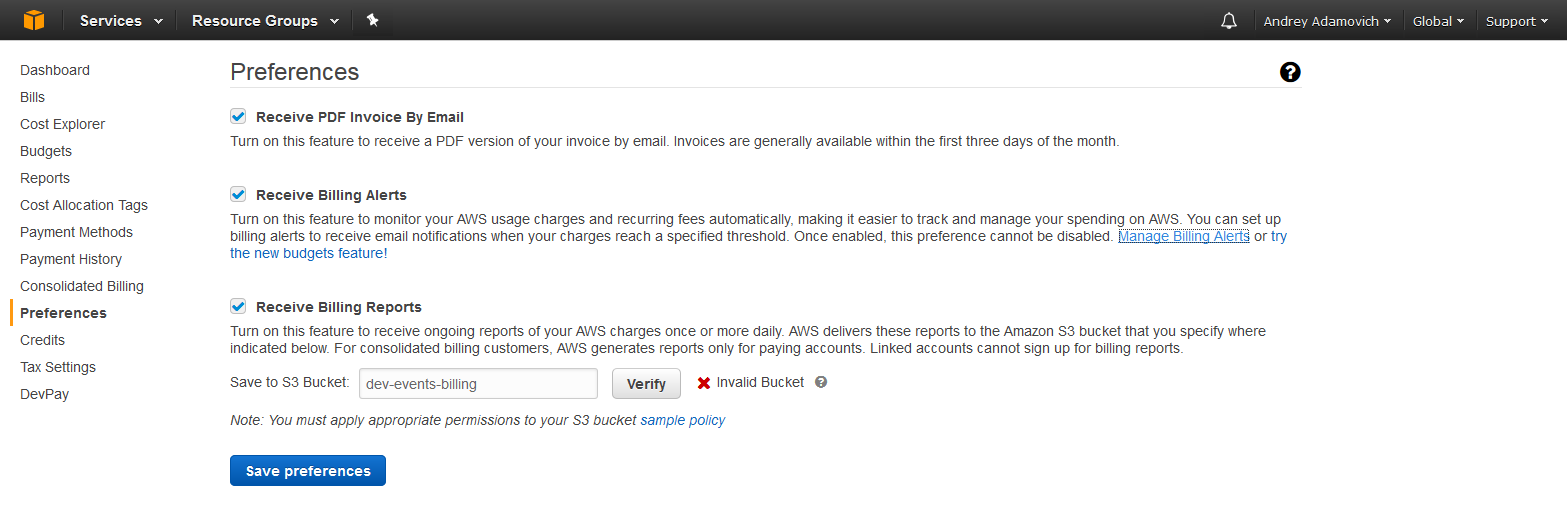 Services Resource Groups Andrey Adamovich Global Support
Dashboard
Bills
Cost Explorer
Budgets
Reports
Cost Allocation Tags
Payment Methods
Payment History
Consolidated Billing
Preferences
Credits
Tax Settings
DevPay
Preferences ?
Receive PDF Invoice By Email
Turn on this feature to receive a PDF version of your invoice by email. Invoices are generally available within the first three days of the month.
Receive Billing Alerts
Turn on this feature to monitor your AWS usage charges and recurring fees automatically, making it easier to track and manage your spending on AWS. You can set up
billing alerts to receive email notifications when your charges reach a specified threshold. Once enabled, this preference cannot be disabled. Manage Billing Alerts or try
the new budgets feature!
Receive Billing Reports
Turn on this feature to receive ongoing reports of your AWS charges once or more daily. AWS delivers these reports to the Amazon S3 bucket that you specify where
indicated below. For consolidated billing customers, AWS generates reports only for paying accounts. Linked accounts cannot sign up for billing reports.
Save to S3 Bucket: dev-events-billing Verify Invalid Bucket ?
Note: You must apply appropriate permissions to your S3 bucket sample policy
Save preferences